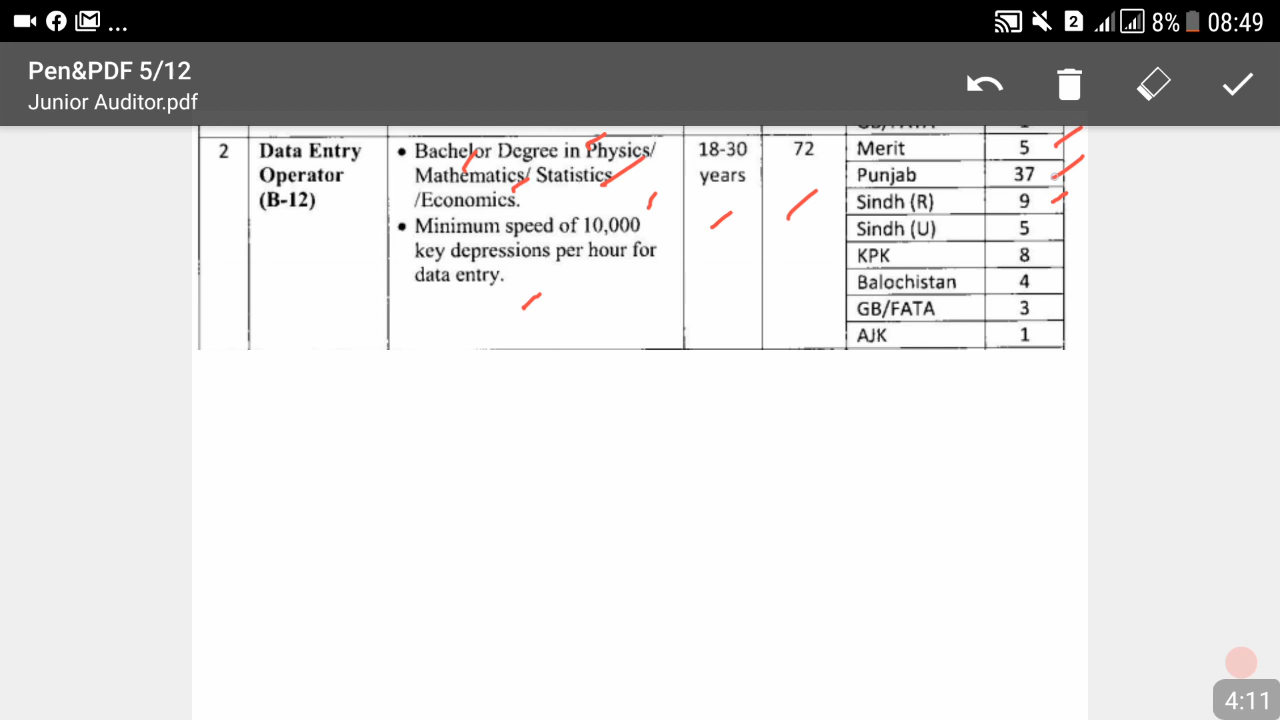 ... 2 8% 08:49
Pen&PDF 5/12
Junior Auditor.pdf
2 Data Entry Operator (B-12)
• Bachelor Degree in Physics/
Mathematics/ Statistics
/Economics.
• Minimum speed of 10,000
key depressions per hour for
data entry.
18-30
years
72
Merit 5
Punjab 37
Sindh (R) 9
Sindh (U) 5
KPK 8
Balochistan 4
GB/FATA 3
AJK 1
4:11